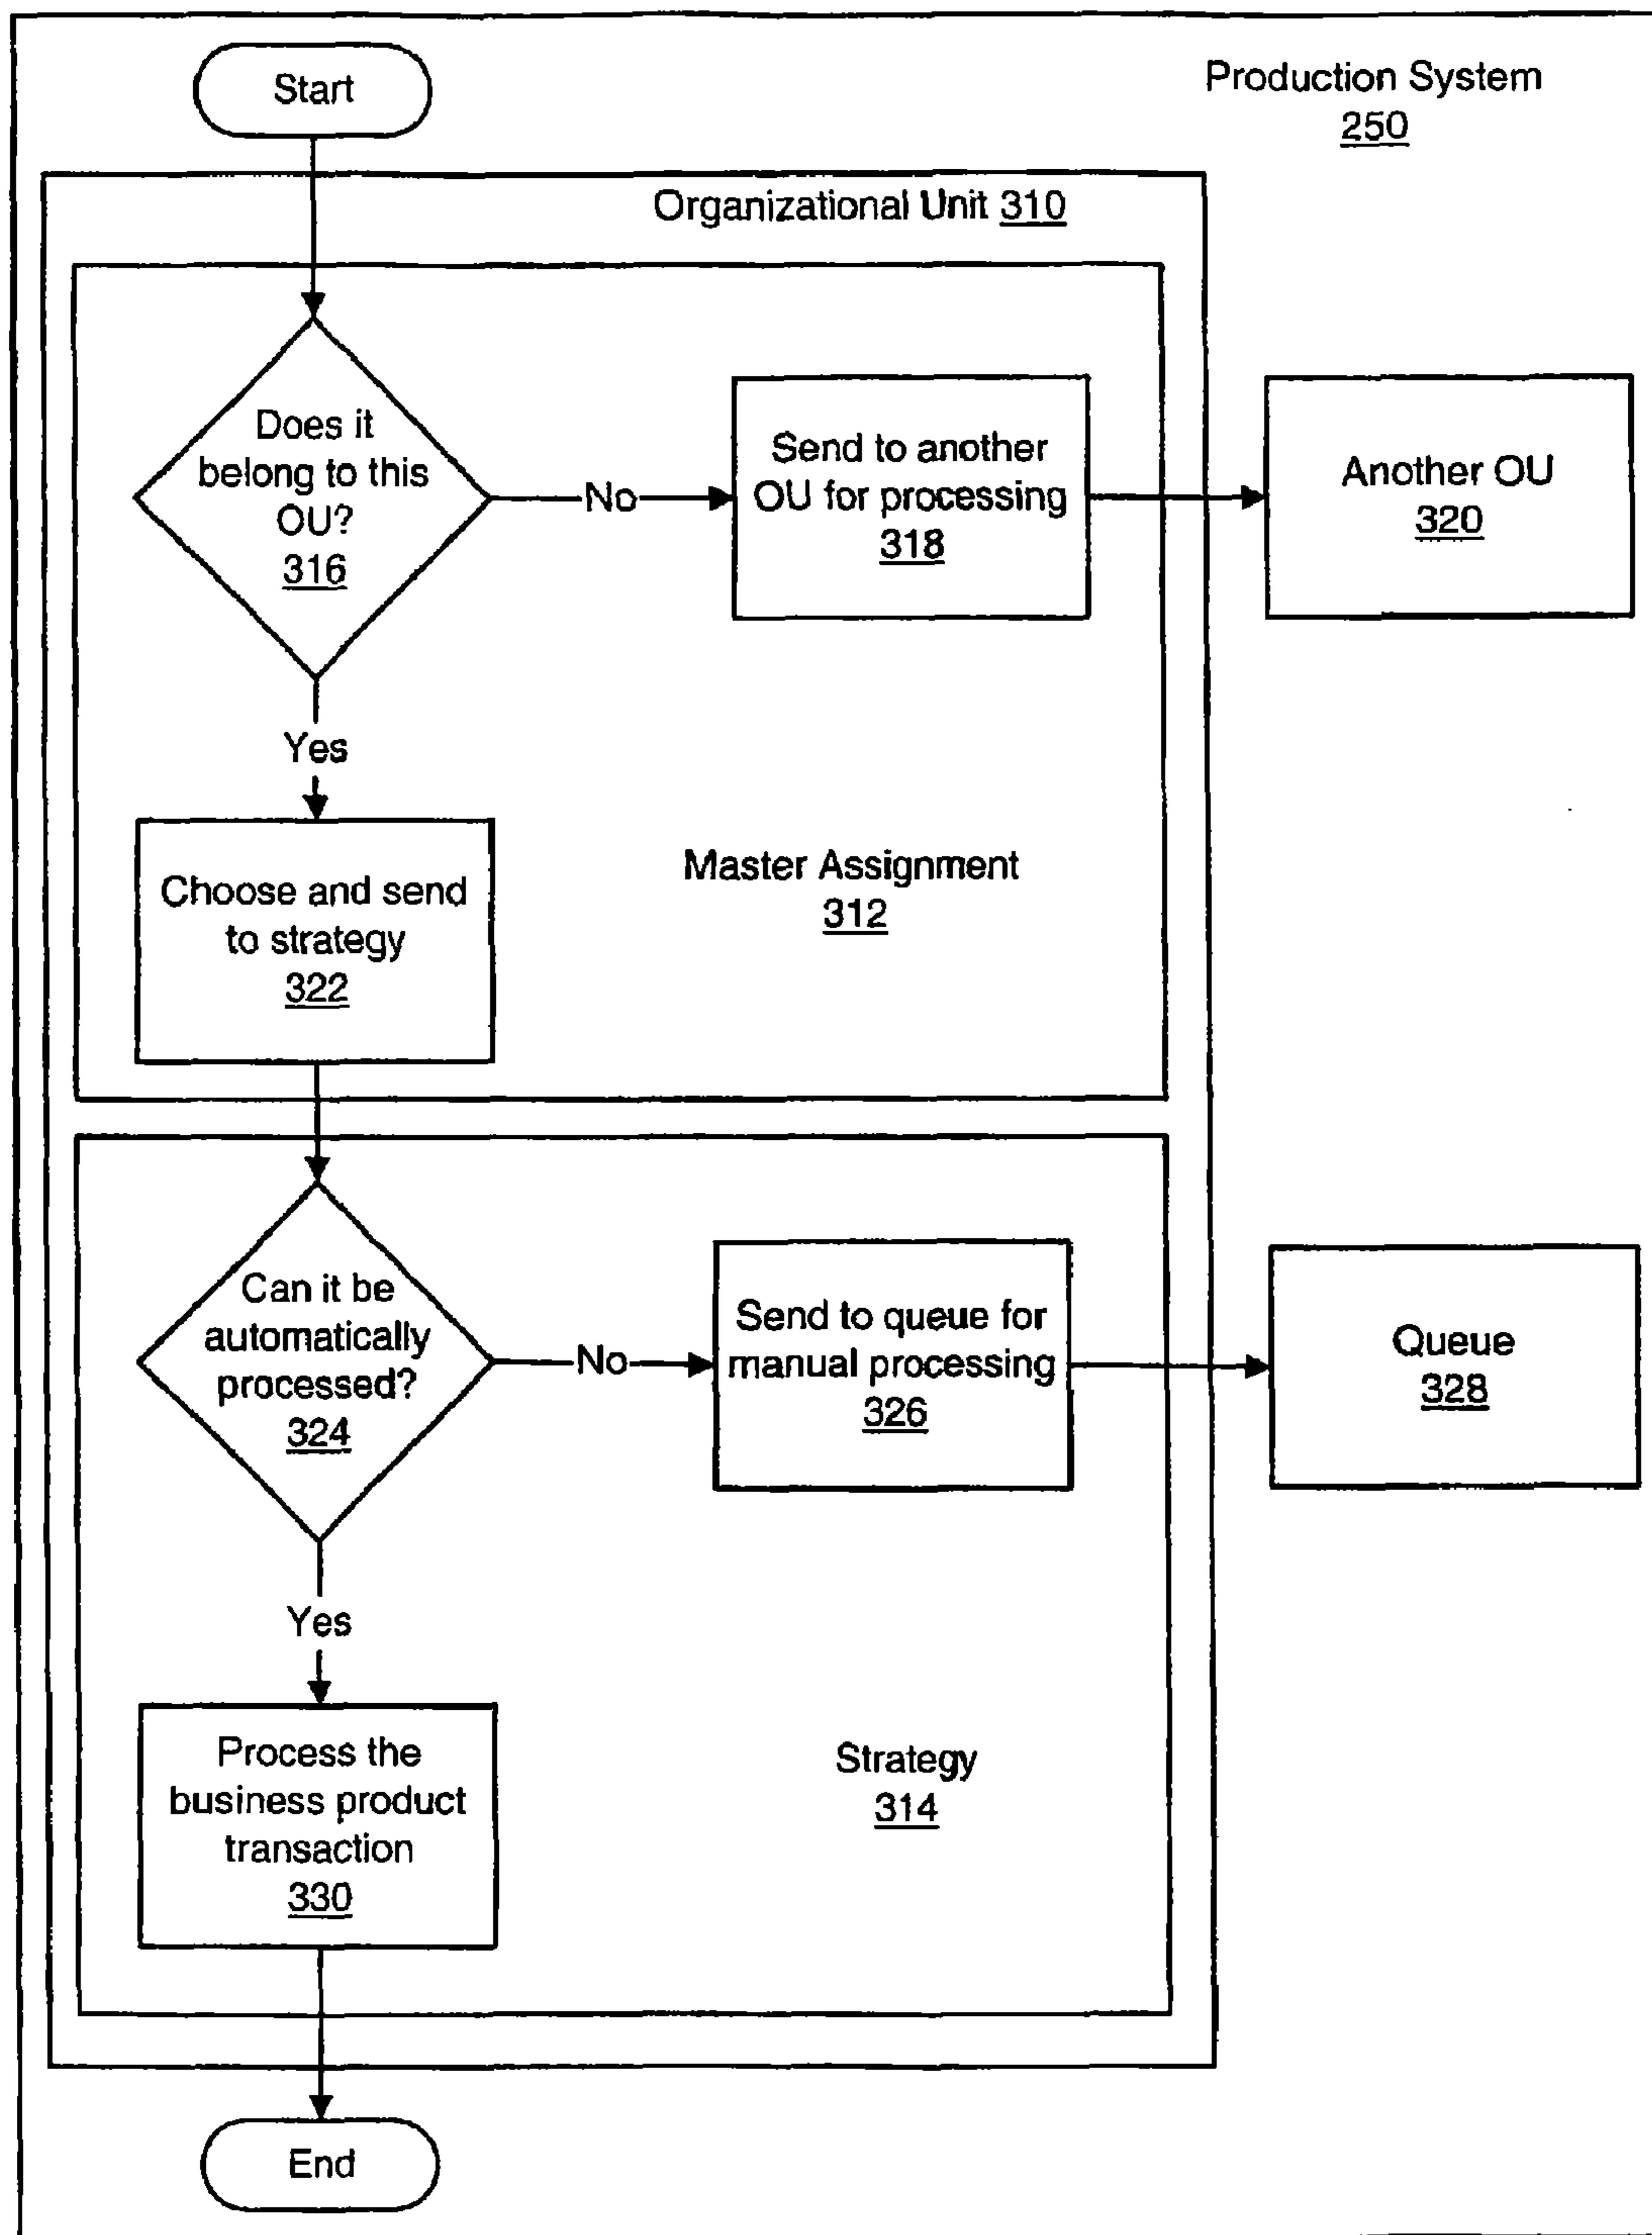 Start
Production System
250
Organizational Unit 310
Does it
belong to this
OU?
316
No
Send to another
OU for processing
318
Another OU
320
Yes
Choose and send
to strategy
322
Master Assignment
312
Can it be
automatically
processed?
324
No
Send to queue for
manual processing
326
Queue
328
Yes
Process the
business product
transaction
330
Strategy
314
End